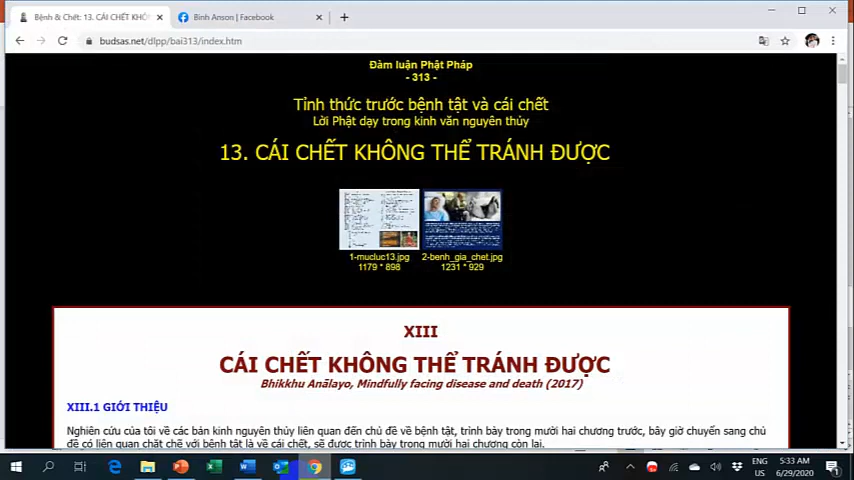 Bệnh & Chết: 13. CÁI CHẾT KHÔN
Bình Anson | Facebook
budsas.net/dlpp/bai313/index.htm
Đàm luận Phật Pháp
- 313 -
Tỉnh thức trước bệnh tật và cái chết
Lời Phật dạy trong kinh văn nguyên thủy
13. CÁI CHẾT KHÔNG THỂ TRÁNH ĐƯỢC
1-mucluc13.jpg
1179 * 898
2-benh_gia_chet.jpg
1231 * 929
XIII
CÁI CHẾT KHÔNG THỂ TRÁNH ĐƯỢC
Bhikkhu Anālayo, Mindfully facing disease and death (2017)
XIII.1 GIỚI THIỆU
Nghiên cứu của tôi về các bản kinh nguyên thủy liên quan đến chủ đề về bệnh tật, trình bày trong mười hai chương trước, bây giờ chuyển sang chủ
đề có liên quan chặt chẽ với bệnh tật là về cái chết, sẽ được trình bày trong mười hai chương còn lại.
ENG
US
5:33 AM
6/29/2020